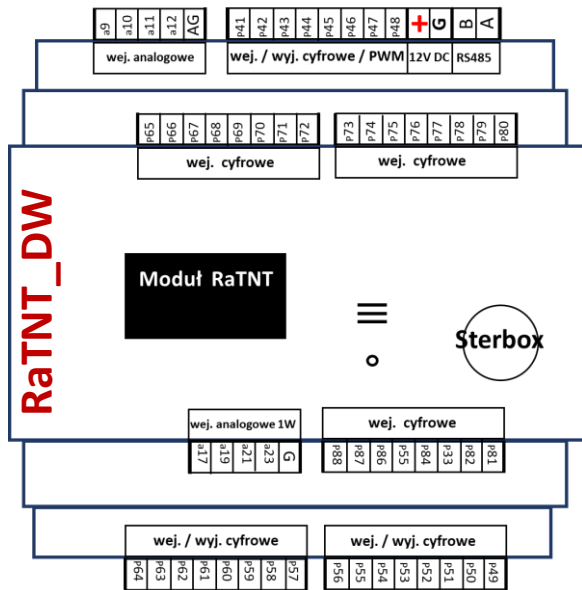 a9 a10 a11 a12 AG P41 P42 P43 P44 P45 P46 P47 P48 + G B A
wej. analogowe wej. / wyj. cyfrowe / PWM 12V DC RS485
P65 P66 P67 P68 P69 P70 P71 P72 P73 P74 P75 P76 P77 P78 P79 P80
wej. cyfrowe wej. cyfrowe
RaTNT_DW
Moduł RaTNT
Sterbox
wej. analogowe 1W wej. cyfrowe
a17 a19 a21 a23 G P88 P87 P86 P55 P84 p33 P82 P81
wej. / wyj. cyfrowe wej. / wyj. cyfrowe
P64 P63 P62 P61 P60 P59 P58 P57 P56 P55 P54 P53 P52 P51 P50 P49